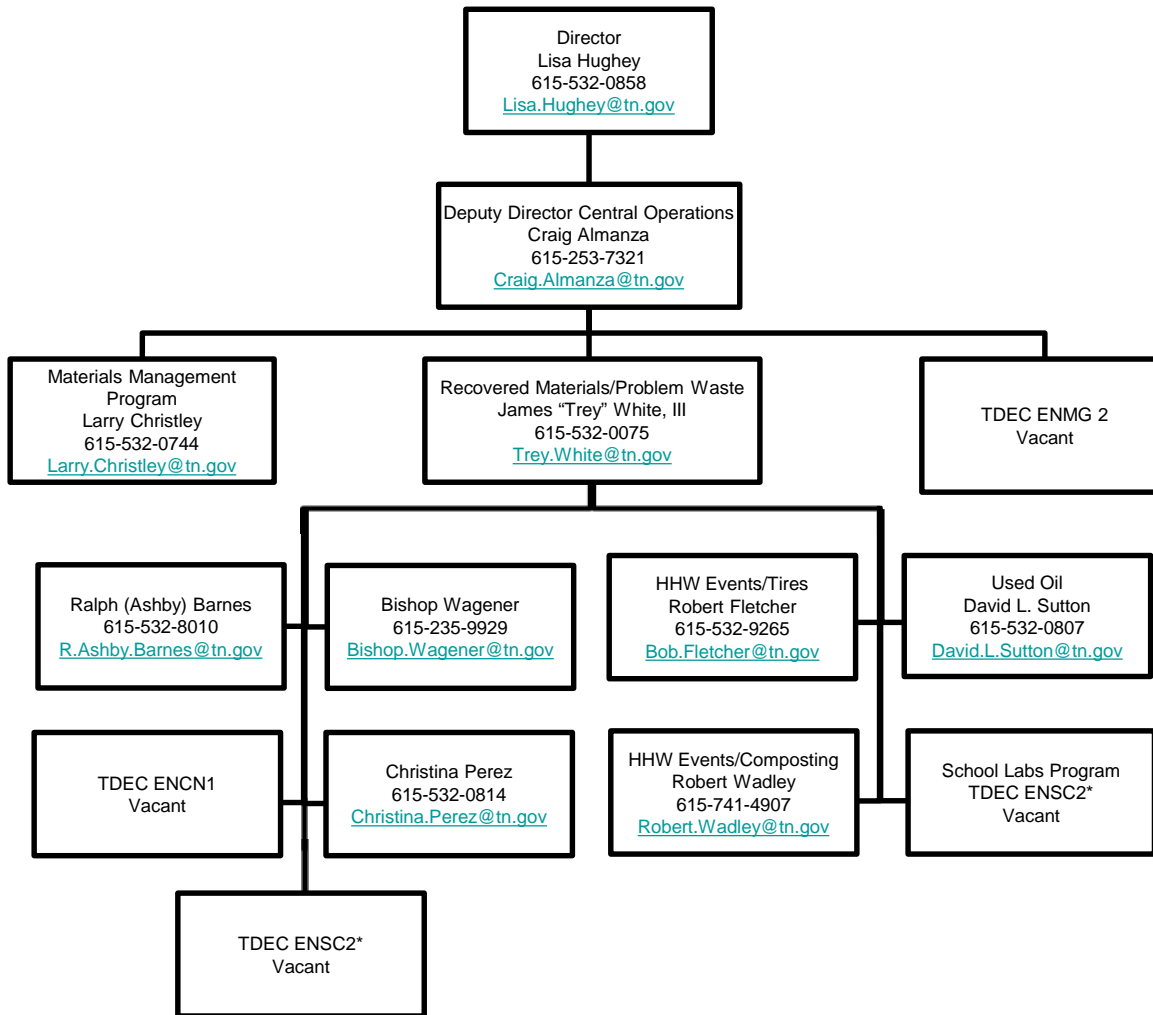 Director
Lisa Hughey
615-532-0858
Lisa.Hughey@tn.gov
Deputy Director Central Operations
Craig Almanza
615-253-7321
Craig.Almanza@tn.gov
Materials Management
Program
Larry Christley
615-532-0744
Larry.Christley@tn.gov
Recovered Materials/Problem Waste
James “Trey” White, III
615-532-0075
Trey.White@tn.gov
TDEC ENMG 2
Vacant
Ralph (Ashby) Barnes
615-532-8010
R.Ashby.Barnes@tn.gov
Bishop Wagener
615-235-9929
Bishop.Wagener@tn.gov
HHW Events/Tires
Robert Fletcher
615-532-9265
Bob.Fletcher@tn.gov
Used Oil
David L. Sutton
615-532-0807
David.L.Sutton@tn.gov
TDEC ENCN1
Vacant
Christina Perez
615-532-0814
Christina.Perez@tn.gov
HHW Events/Composting
Robert Wadley
615-741-4907
Robert.Wadley@tn.gov
School Labs Program
TDEC ENSC2*
Vacant
TDEC ENSC2*
Vacant